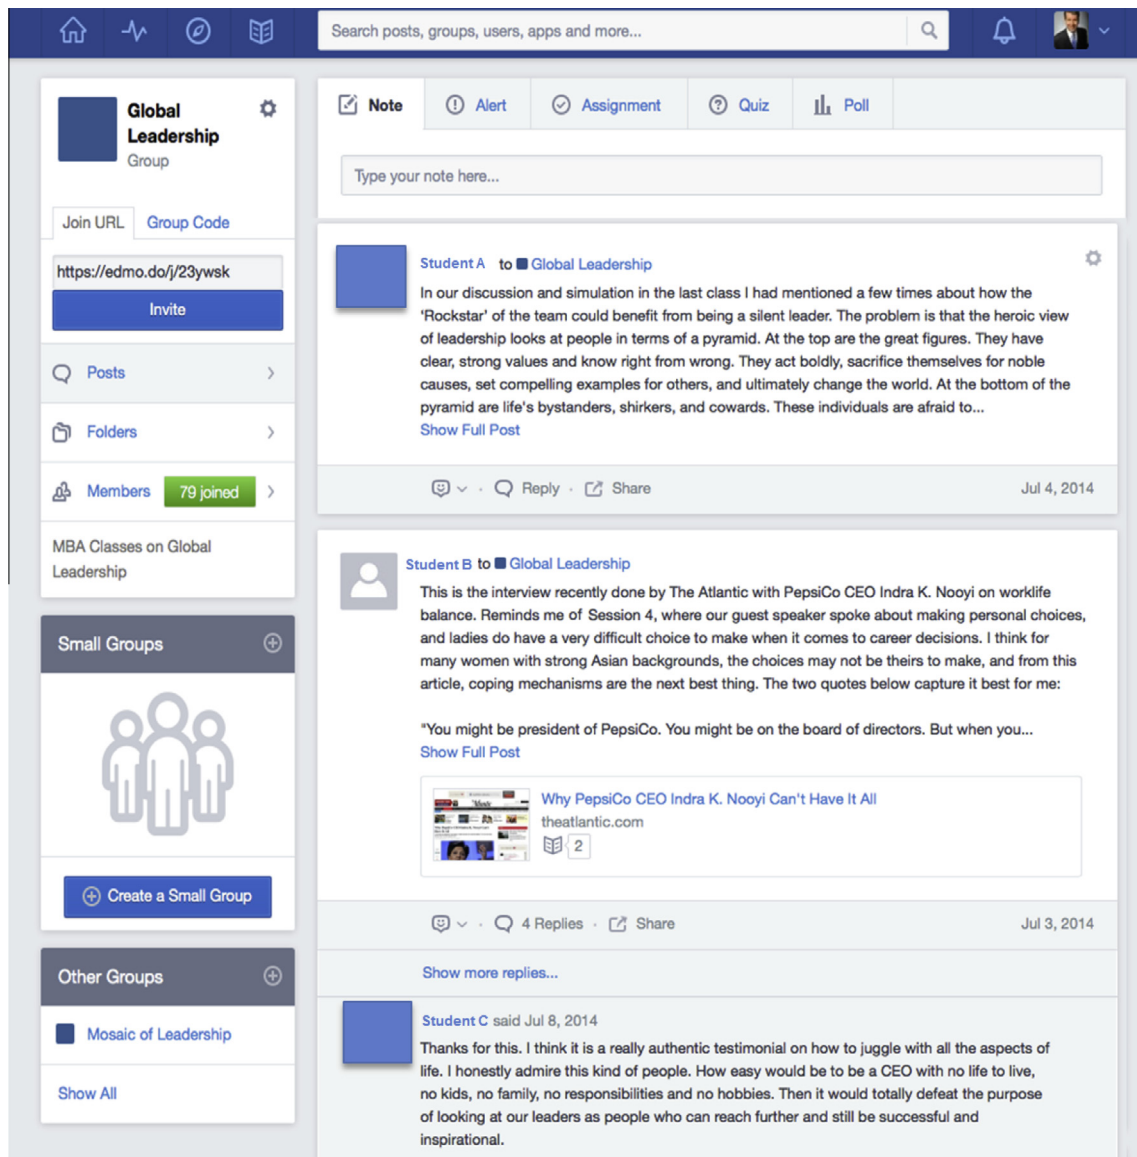 Search posts, groups, users, apps and more...
Global
Leadership
Group
Join URL Group Code
https://edmo.do/j/23ywsk
Invite
Posts
Folders
Members 79 joined
MBA Classes on Global
Leadership
Small Groups
Create a Small Group
Other Groups
Mosaic of Leadership
Show All
Note Alert Assignment Quiz Poll
Type your note here...
Student A to Global Leadership
In our discussion and simulation in the last class I had mentioned a few times about how the
'Rockstar' of the team could benefit from being a silent leader. The problem is that the heroic view
of leadership looks at people in terms of a pyramid. At the top are the great figures. They have
clear, strong values and know right from wrong. They act boldly, sacrifice themselves for noble
causes, set compelling examples for others, and ultimately change the world. At the bottom of the
pyramid are life's bystanders, shirkers, and cowards. These individuals are afraid to...
Show Full Post
Reply Share Jul 4, 2014
Student B to Global Leadership
This is the interview recently done by The Atlantic with PepsiCo CEO Indra K. Nooyi on worklife
balance. Reminds me of Session 4, where our guest speaker spoke about making personal choices,
and ladies do have a very difficult choice to make when it comes to career decisions. I think for
many women with strong Asian backgrounds, the choices may not be theirs to make, and from this
article, coping mechanisms are the next best thing. The two quotes below capture it best for me:
"You might be president of PepsiCo. You might be on the board of directors. But when you...
Show Full Post
Why PepsiCo CEO Indra K. Nooyi Can't Have It All
theatlantic.com
2
4 Replies Share Jul 3, 2014
Show more replies...
Student C said Jul 8, 2014
Thanks for this. I think it is a really authentic testimonial on how to juggle with all the aspects of
life. I honestly admire this kind of people. How easy would be to be a CEO with no life to live,
no kids, no family, no responsibilities and no hobbies. Then it would totally defeat the purpose
of looking at our leaders as people who can reach further and still be successful and
inspirational.